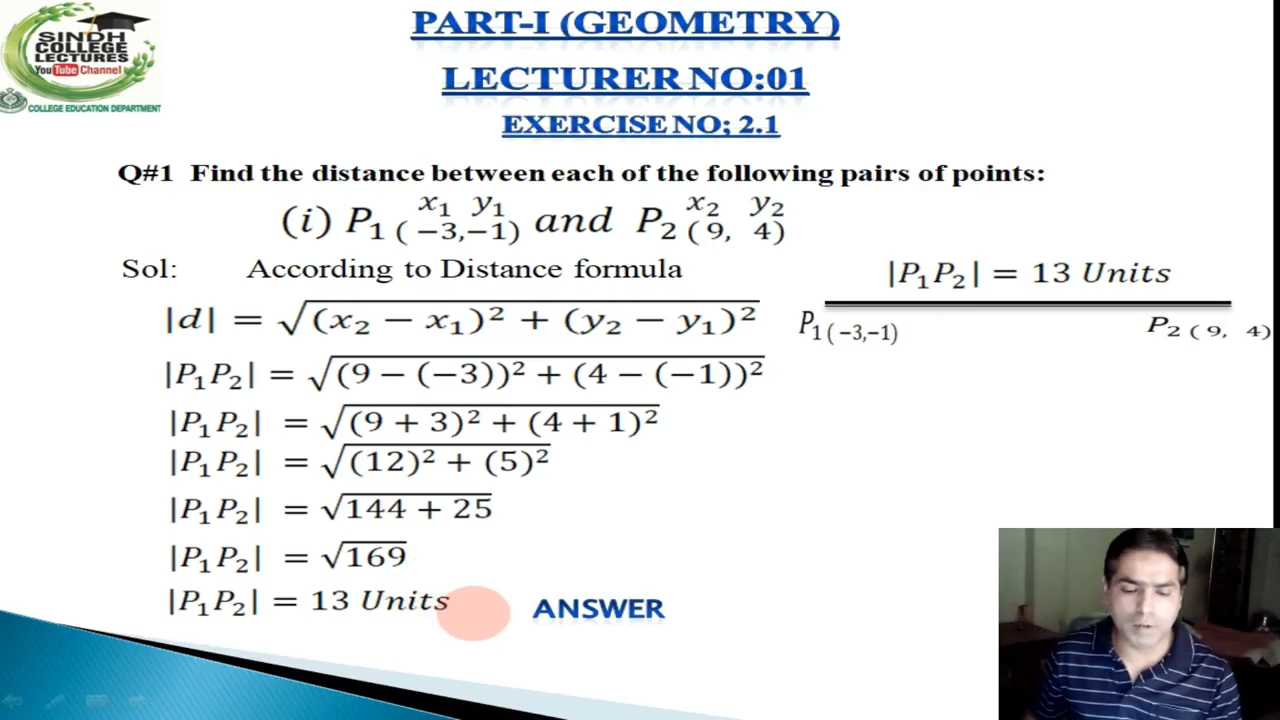 SINDH
COLLEGE
LECTURES
YouTube Channel
COLLEGE EDUCATION DEPARTMENT
PART-I (GEOMETRY)
LECTURER NO:01
EXERCISE NO; 2.1
Q#1 Find the distance between each of the following pairs of points:
x₁ y₁ x₂ y₂
(i) P₁ (−3,−1) and P₂ (9, 4)
Sol: According to Distance formula
|P₁P₂| = 13 Units
P₁(−3,−1) P₂(9, 4)
|d| = √(x₂ − x₁)² + (y₂ − y₁)²
|P₁P₂| = √(9 − (−3))² + (4 − (−1))²
|P₁P₂| = √(9 + 3)² + (4 + 1)²
|P₁P₂| = √(12)² + (5)²
|P₁P₂| = √144 + 25
|P₁P₂| = √169
|P₁P₂| = 13 Units ANSWER